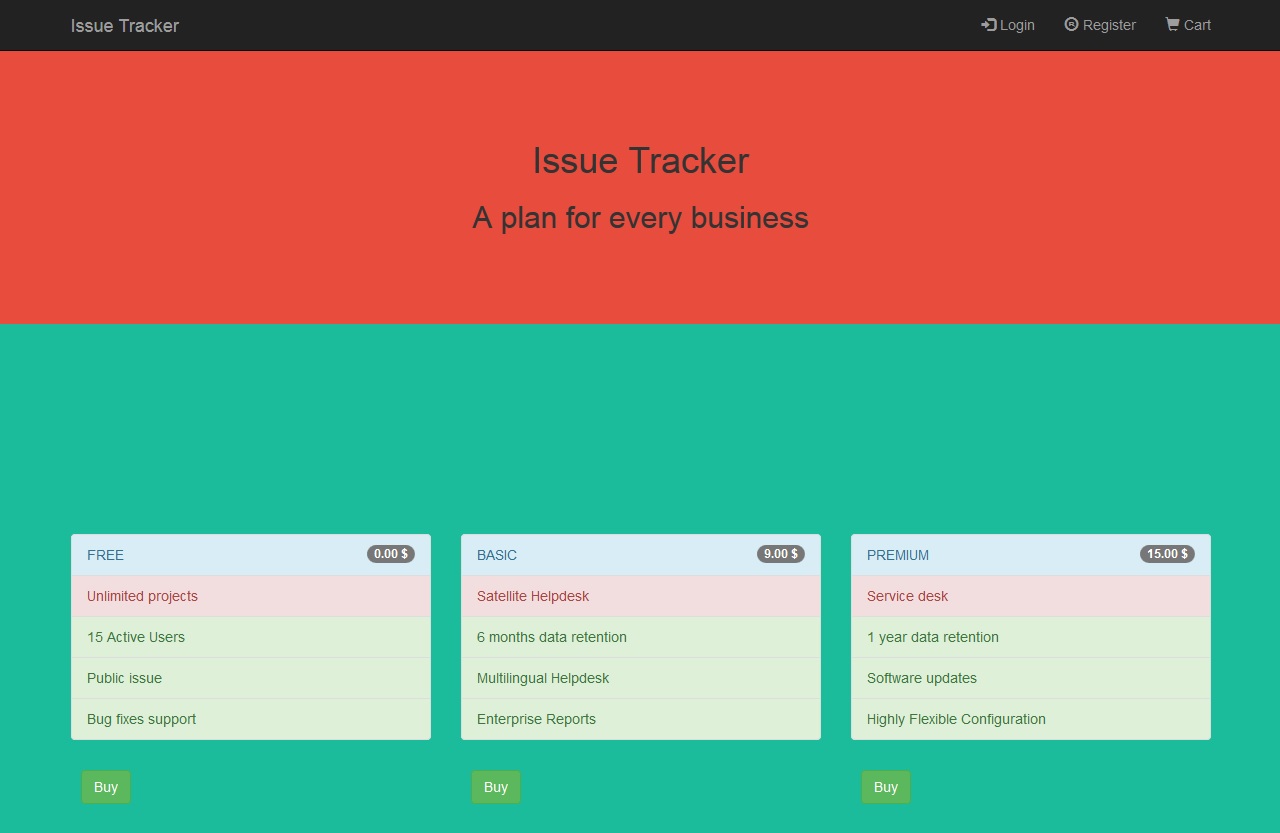 Issue Tracker
Login Register Cart
Issue Tracker
A plan for every business
FREE 0.00 $
Unlimited projects
15 Active Users
Public issue
Bug fixes support
Buy
BASIC 9.00 $
Satellite Helpdesk
6 months data retention
Multilingual Helpdesk
Enterprise Reports
Buy
PREMIUM 15.00 $
Service desk
1 year data retention
Software updates
Highly Flexible Configuration
Buy